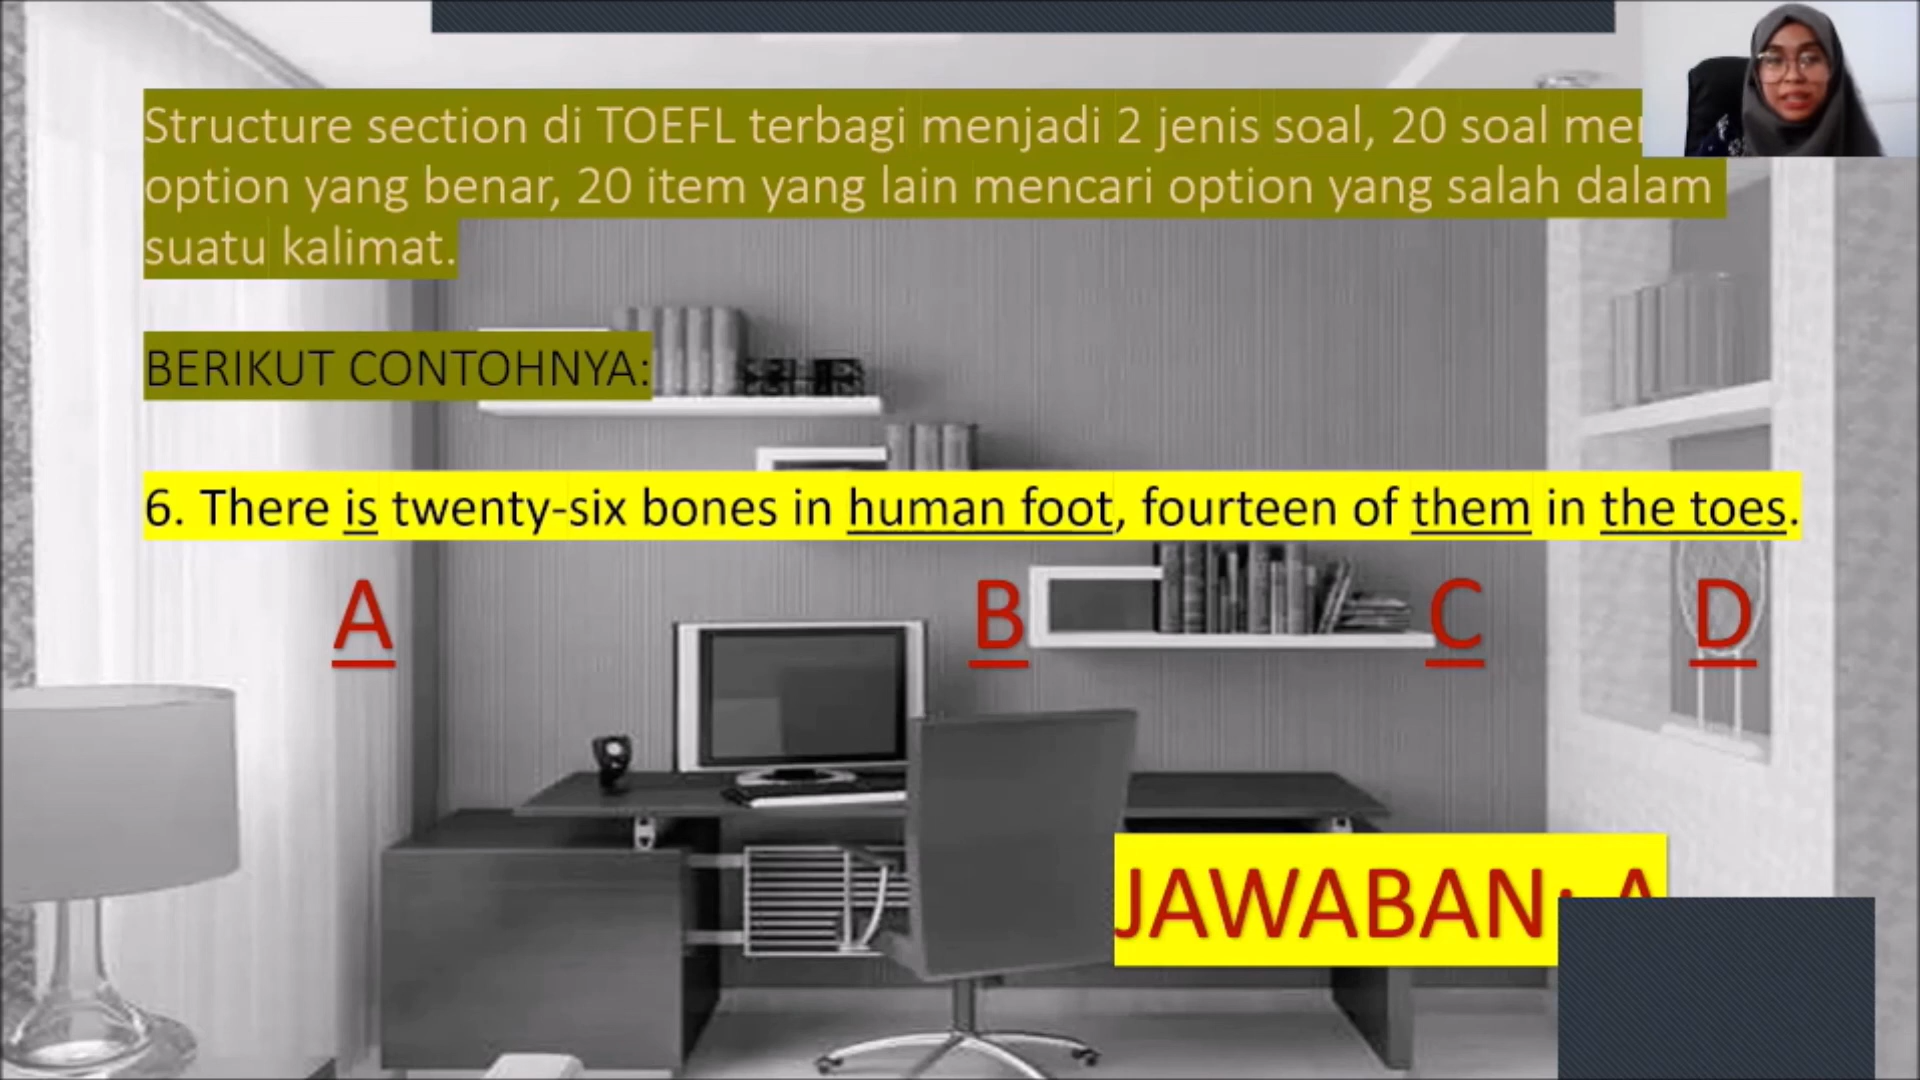 Structure section di TOEFL terbagi menjadi 2 jenis soal, 20 soal
option yang benar, 20 item yang lain mencari option yang salah dalam
suatu kalimat.
BERIKUT CONTOHNYA:
6. There is twenty-six bones in human foot, fourteen of them in the toes.
A B C D
JAWABAN: A